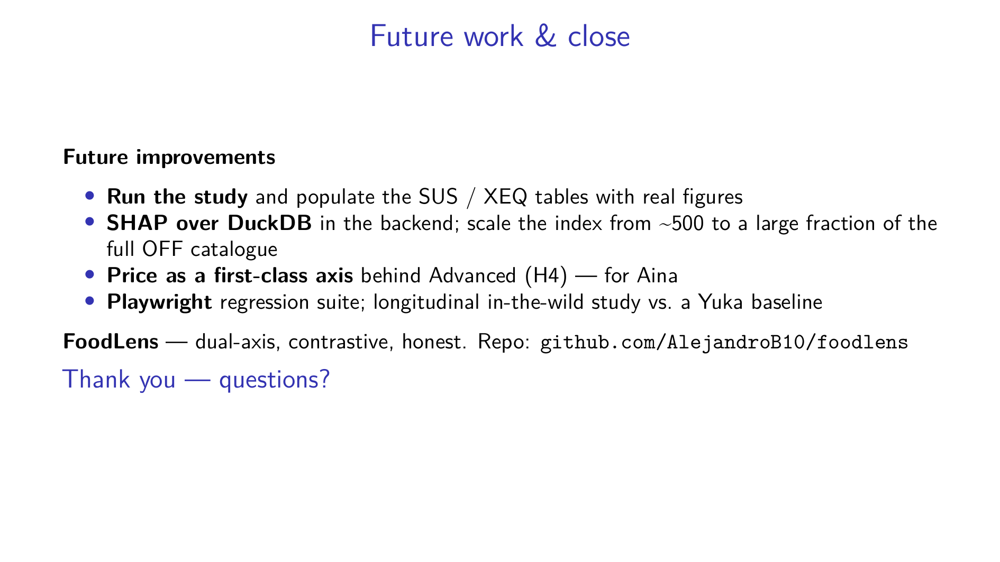 Future work & close
Future improvements
• Run the study and populate the SUS / XEQ tables with real figures
• SHAP over DuckDB in the backend; scale the index from ~500 to a large fraction of the
full OFF catalogue
• Price as a first-class axis behind Advanced (H4) — for Aina
• Playwright regression suite; longitudinal in-the-wild study vs. a Yuka baseline
FoodLens — dual-axis, contrastive, honest. Repo: github.com/AlejandroB10/foodlens
Thank you — questions?